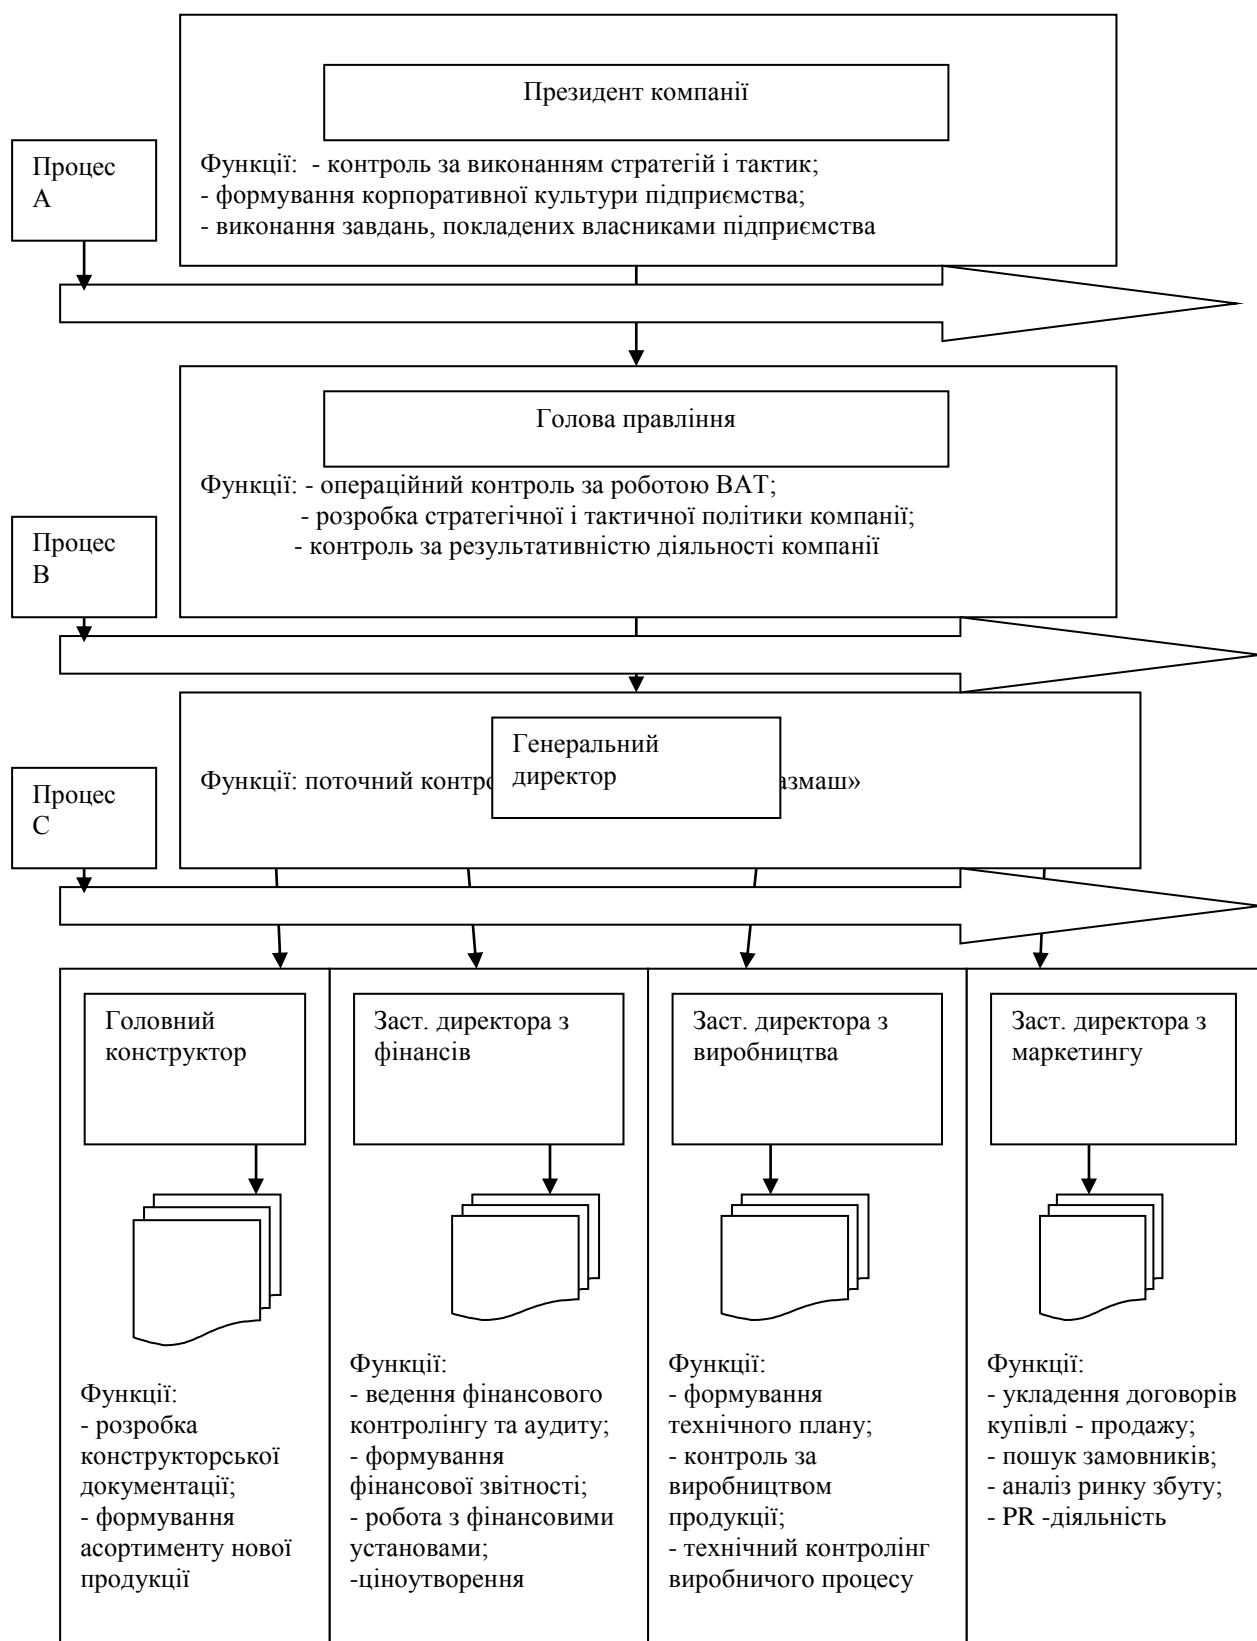 Президент компанії
Процес
А
Функції: - контроль за виконанням стратегій і тактик;
- формування корпоративної культури підприємства;
- виконання завдань, покладених власниками підприємства
Голова правління
Функції: - операційний контроль за роботою ВАТ;
- розробка стратегічної і тактичної політики компанії;
- контроль за результативністю діяльності компанії
Процес
В
Генеральний
директор
Функції: поточний
Процес
С
Головний
конструктор
Функції:
- розробка
конструкторської
документації;
- формування
асортименту нової
продукції
Заст. директора з
фінансів
Функції:
- ведення фінансового
контролінгу та аудиту;
- формування
фінансової звітності;
- робота з фінансовими
установами;
-ціноутворення
Заст. директора з
виробництва
Функції:
- формування
технічного плану;
- контроль за
виробництвом
продукції;
- технічний контролінг
виробничого процесу
Заст. директора з
маркетингу
Функції:
- укладення договорів
купівлі - продажу;
- пошук замовників;
- аналіз ринку збуту;
- PR -діяльність